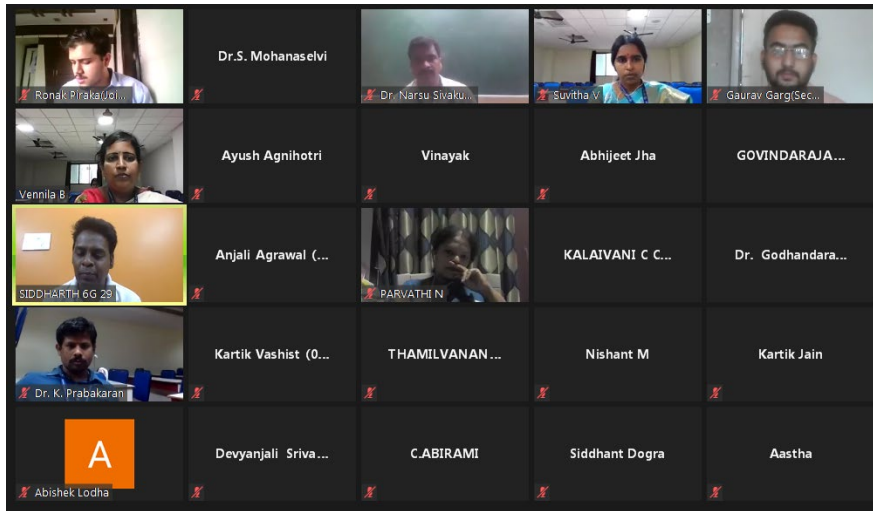 Ronak Piraka(Joi...
Dr.S. Mohanaselvi
Dr. Narsu Sivaku...
Suvitha V
Gaurav Garg(Sec...
Vennila B
Ayush Agnihotri
Vinayak
Abhijeet Jha
GOVINDARAJA...
SIDDHARTH 6G 29
Anjali Agrawal (...
PARVATHI N
KALAIVANI C C...
Dr. Godhandara...
Dr. K. Prabakaran
Kartik Vashist (0...
THAMILVANAN...
Nishant M
Kartik Jain
A
Abishek Lodha
Devyanjali Sriva...
C.ABIRAMI
Siddhant Dogra
Aastha